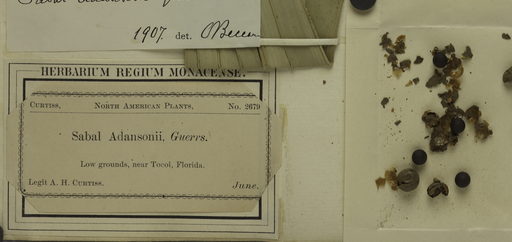 1907. det. OBeccari
HERBARIUM REGIUM MONACENSE.
CURTISS, NORTH AMERICAN PLANTS, No. 2679
Sabal Adansonii, Guerrs.
Low grounds, near Tocoi, Florida.
Legit A. H. CURTISS. June.